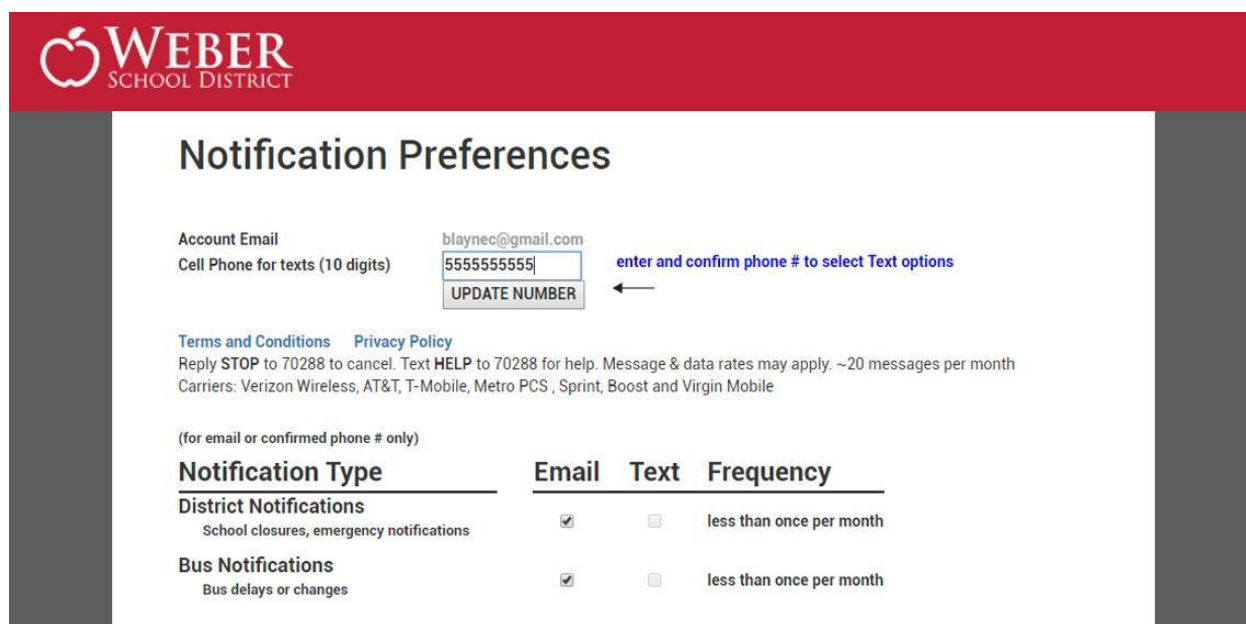 WEBER
SCHOOL DISTRICT
Notification Preferences
Account Email blaynec@gmail.com
Cell Phone for texts (10 digits) 5555555555 enter and confirm phone # to select Text options
UPDATE NUMBER
Terms and Conditions Privacy Policy
Reply STOP to 70288 to cancel. Text HELP to 70288 for help. Message & data rates may apply. ~20 messages per month
Carriers: Verizon Wireless, AT&T, T-Mobile, Metro PCS , Sprint, Boost and Virgin Mobile
(for email or confirmed phone # only)
Notification Type Email Text Frequency
District Notifications
School closures, emergency notifications less than once per month
Bus Notifications
Bus delays or changes less than once per month